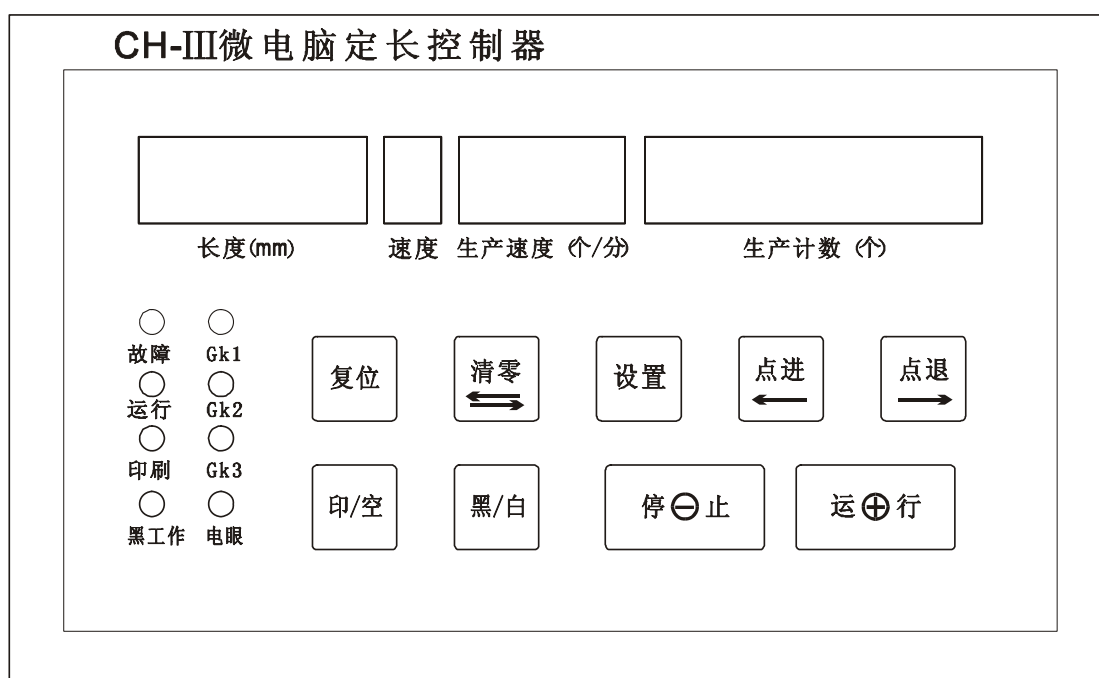 CH-III微电脑定长控制器
长度(mm) 速度 生产速度(个/分) 生产计数(个)
故障 Gk1
运行 Gk2
印刷 Gk3
黑工作 电眼
复位 清零 设置 点进 点退
印/空 黑/白 停⊖止 运⊕行